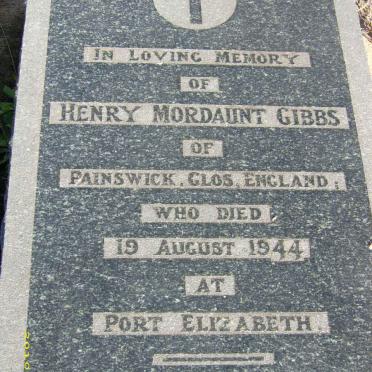 IN LOVING MEMORY
OF
HENRY MORDAUNT GIBBS
OF
PAINSWICK, GLOS, ENGLAND;
WHO DIED
19 AUGUST 1944
AT
PORT ELIZABETH.